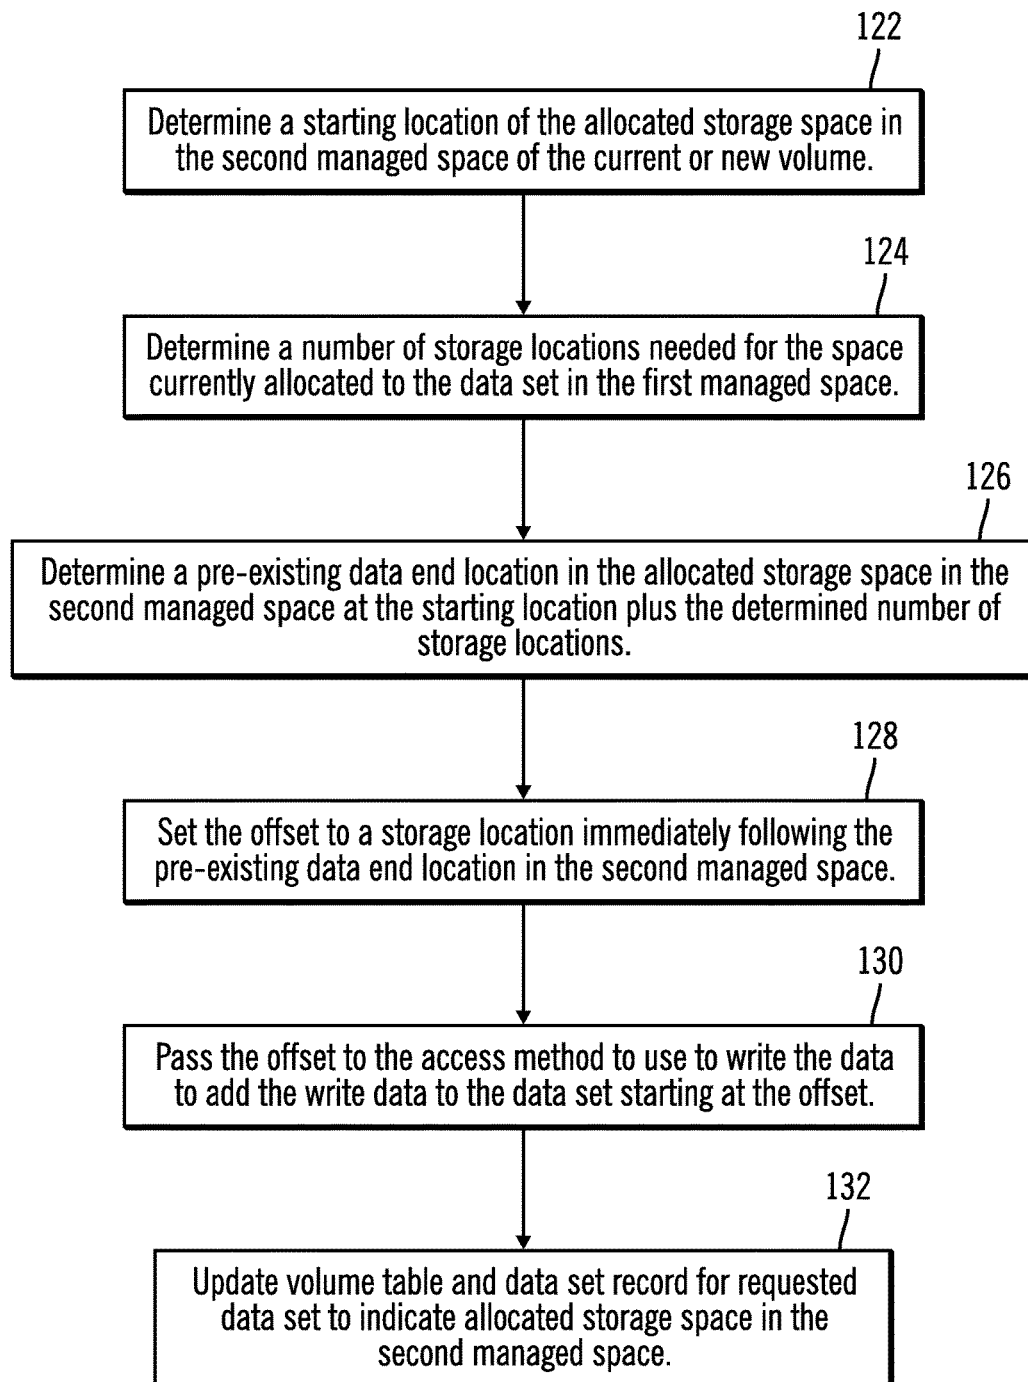 122
Determine a starting location of the allocated storage space in
the second managed space of the current or new volume.
124
Determine a number of storage locations needed for the space
currently allocated to the data set in the first managed space.
126
Determine a pre-existing data end location in the allocated storage space in the
second managed space at the starting location plus the determined number of
storage locations.
128
Set the offset to a storage location immediately following the
pre-existing data end location in the second managed space.
130
Pass the offset to the access method to use to write the data
to add the write data to the data set starting at the offset.
132
Update volume table and data set record for requested
data set to indicate allocated storage space in the
second managed space.